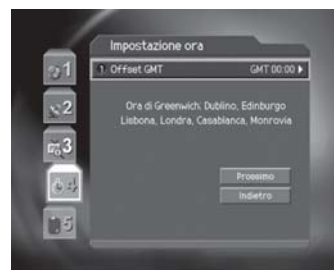 Impostazione ora
1 Offset GMT GMT 00:00
Ora di Greenwich: Dublino, Edinburgo
Lisbona, Londra, Casablanca, Monrovia
Prossimo
Indietro
1
2
3
4
5